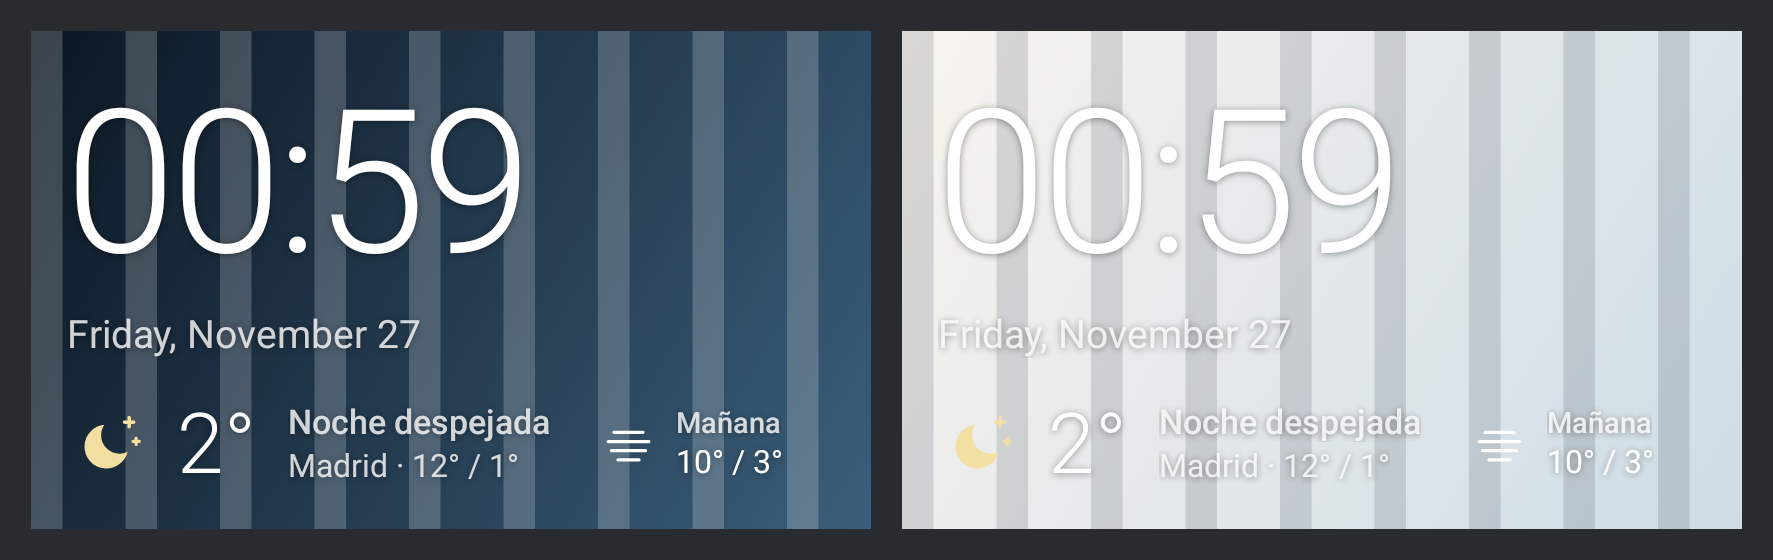 00:59
Friday, November 27
2°
Noche despejada
Madrid · 12° / 1°
Mañana
10° / 3°
00:59
Friday, November 27
2°
Noche despejada
Madrid · 12° / 1°
Mañana
10° / 3°